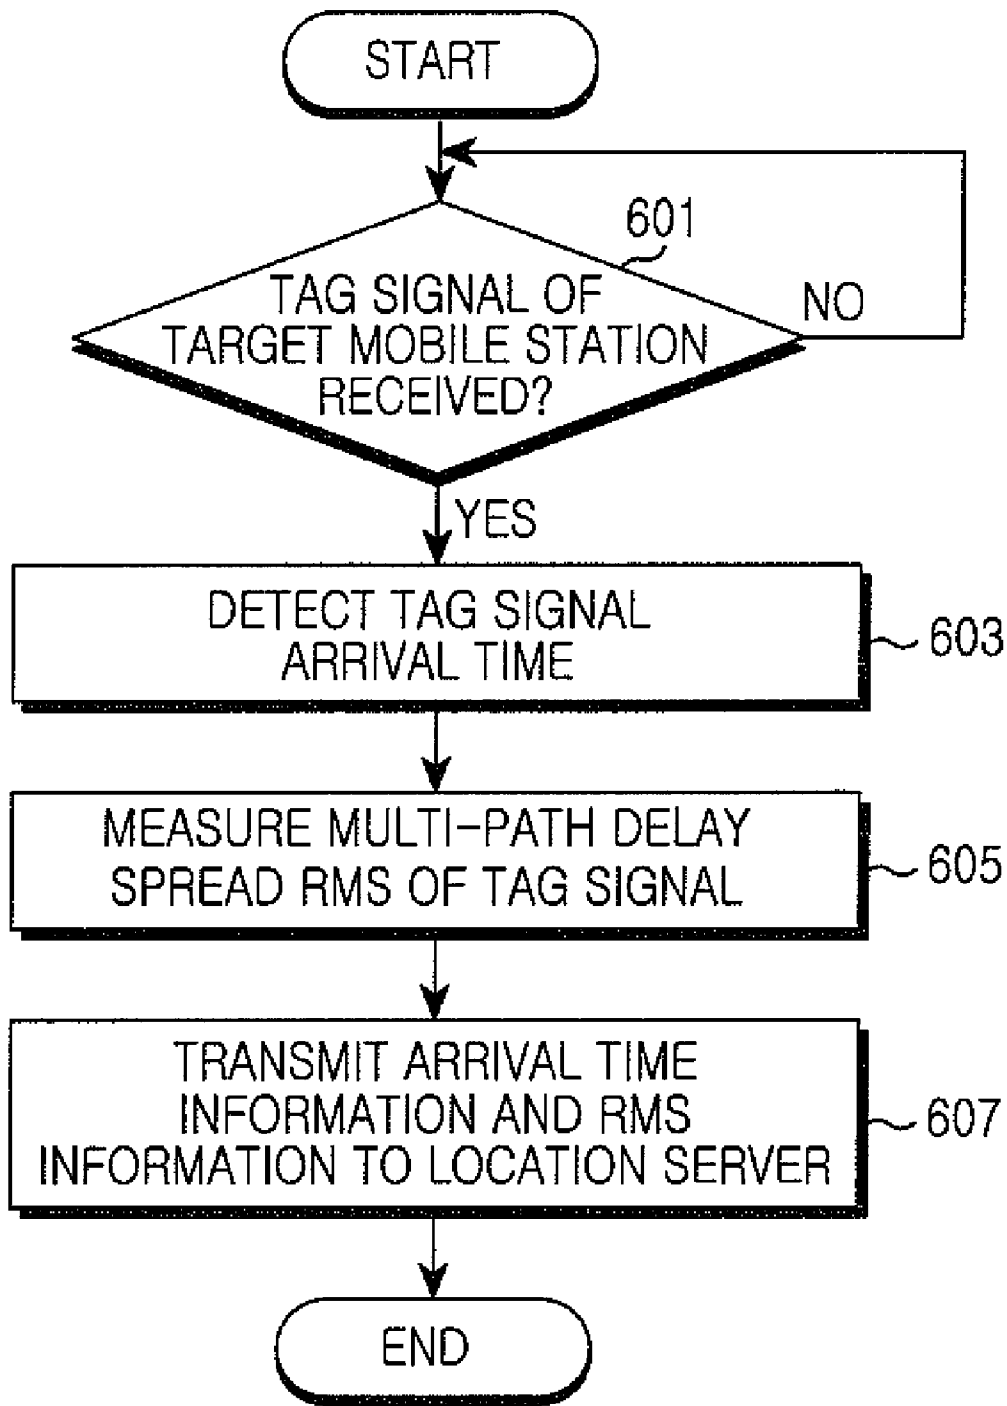 START
601
TAG SIGNAL OF
TARGET MOBILE STATION
RECEIVED?
NO
YES
DETECT TAG SIGNAL
ARRIVAL TIME
603
MEASURE MULTI-PATH DELAY
SPREAD RMS OF TAG SIGNAL
605
TRANSMIT ARRIVAL TIME
INFORMATION AND RMS
INFORMATION TO LOCATION SERVER
607
END